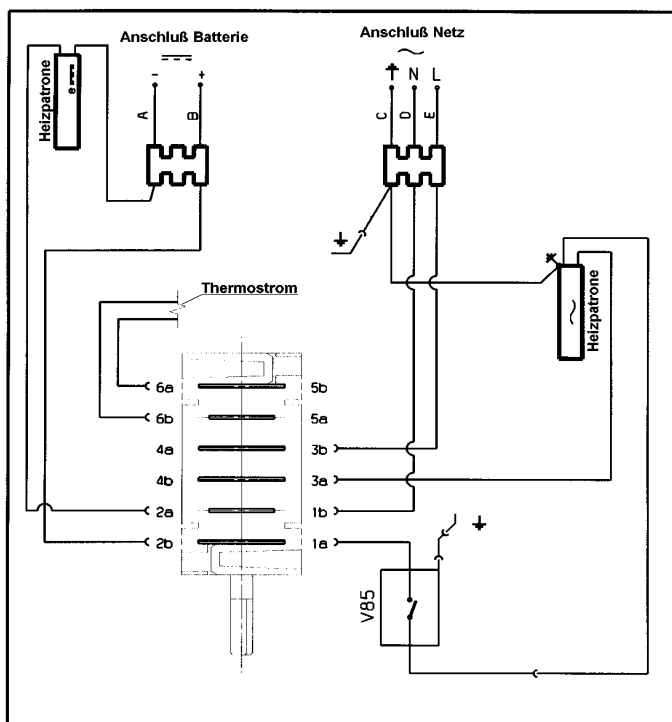 Anschluß Batterie
Anschluß Netz
- +
N L
A B
C D E
Heizpatrone
Heizpatrone
Thermostrom
6a 5b
6b 5a
4a 3b
4b 3a
2a 1b
2b 1a
V85